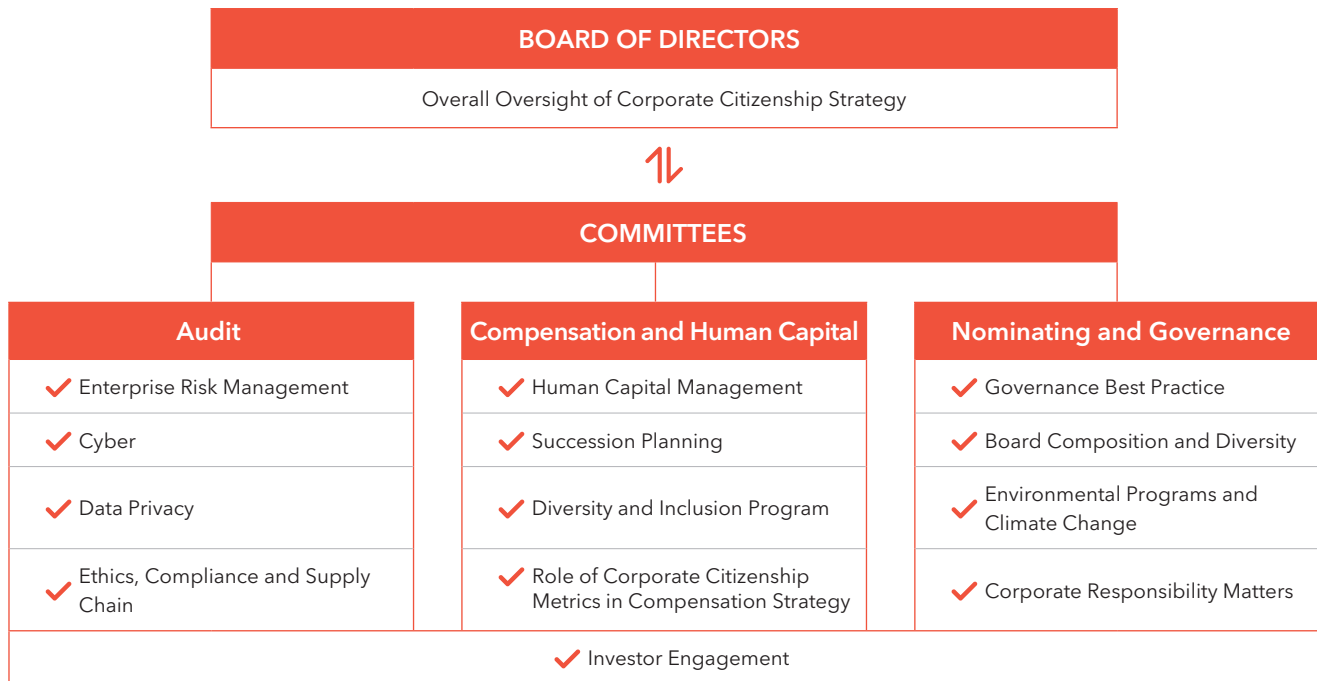 BOARD OF DIRECTORS
Overall Oversight of Corporate Citizenship Strategy
COMMITTEES
Audit
Enterprise Risk Management
Cyber
Data Privacy
Ethics, Compliance and Supply
Chain
Compensation and Human Capital
Human Capital Management
Succession Planning
Diversity and Inclusion Program
Role of Corporate Citizenship
Metrics in Compensation Strategy
Nominating and Governance
Governance Best Practice
Board Composition and Diversity
Environmental Programs and
Climate Change
Corporate Responsibility Matters
Investor Engagement